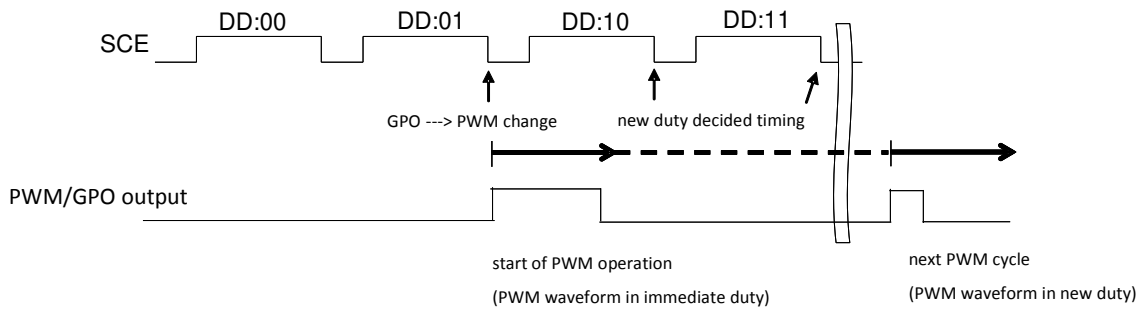 DD:00 DD:01 DD:10 DD:11
SCE
GPO ---> PWM change new duty decided timing
PWM/GPO output
start of PWM operation
(PWM waveform in immediate duty)
next PWM cycle
(PWM waveform in new duty)